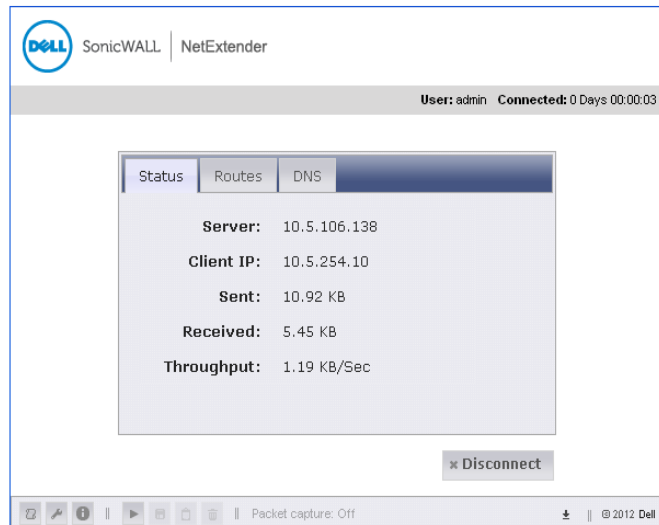 DELL SonicWALL | NetExtender
User: admin Connected: 0 Days 00:00:03
Status Routes DNS
Server: 10.5.106.138
Client IP: 10.5.254.10
Sent: 10.92 KB
Received: 5.45 KB
Throughput: 1.19 KB/Sec
× Disconnect
|| || Packet capture: Off || © 2012 Dell